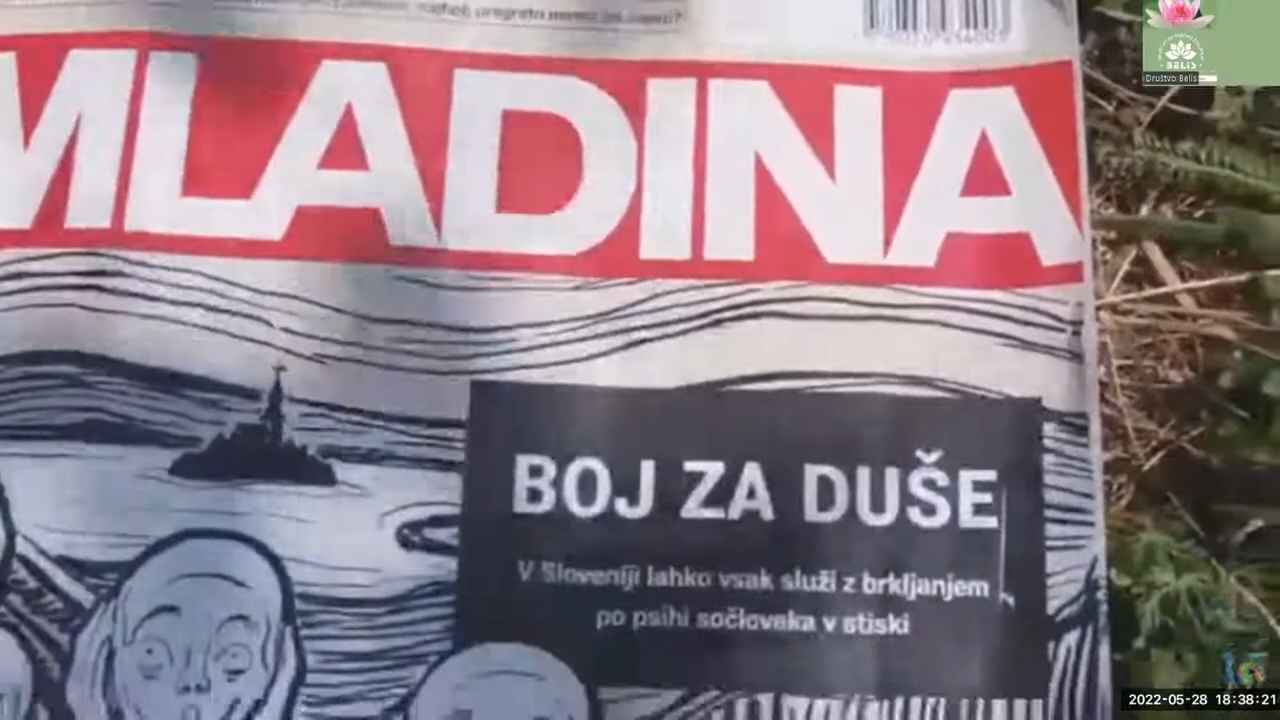 MLADINA
BELIS
Društvo Belis
BOJ ZA DUŠE
V Sloveniji lahko vsak služi z brkljanjem
po psihi sočloveka v stiski
2022-05-28 18:38:21